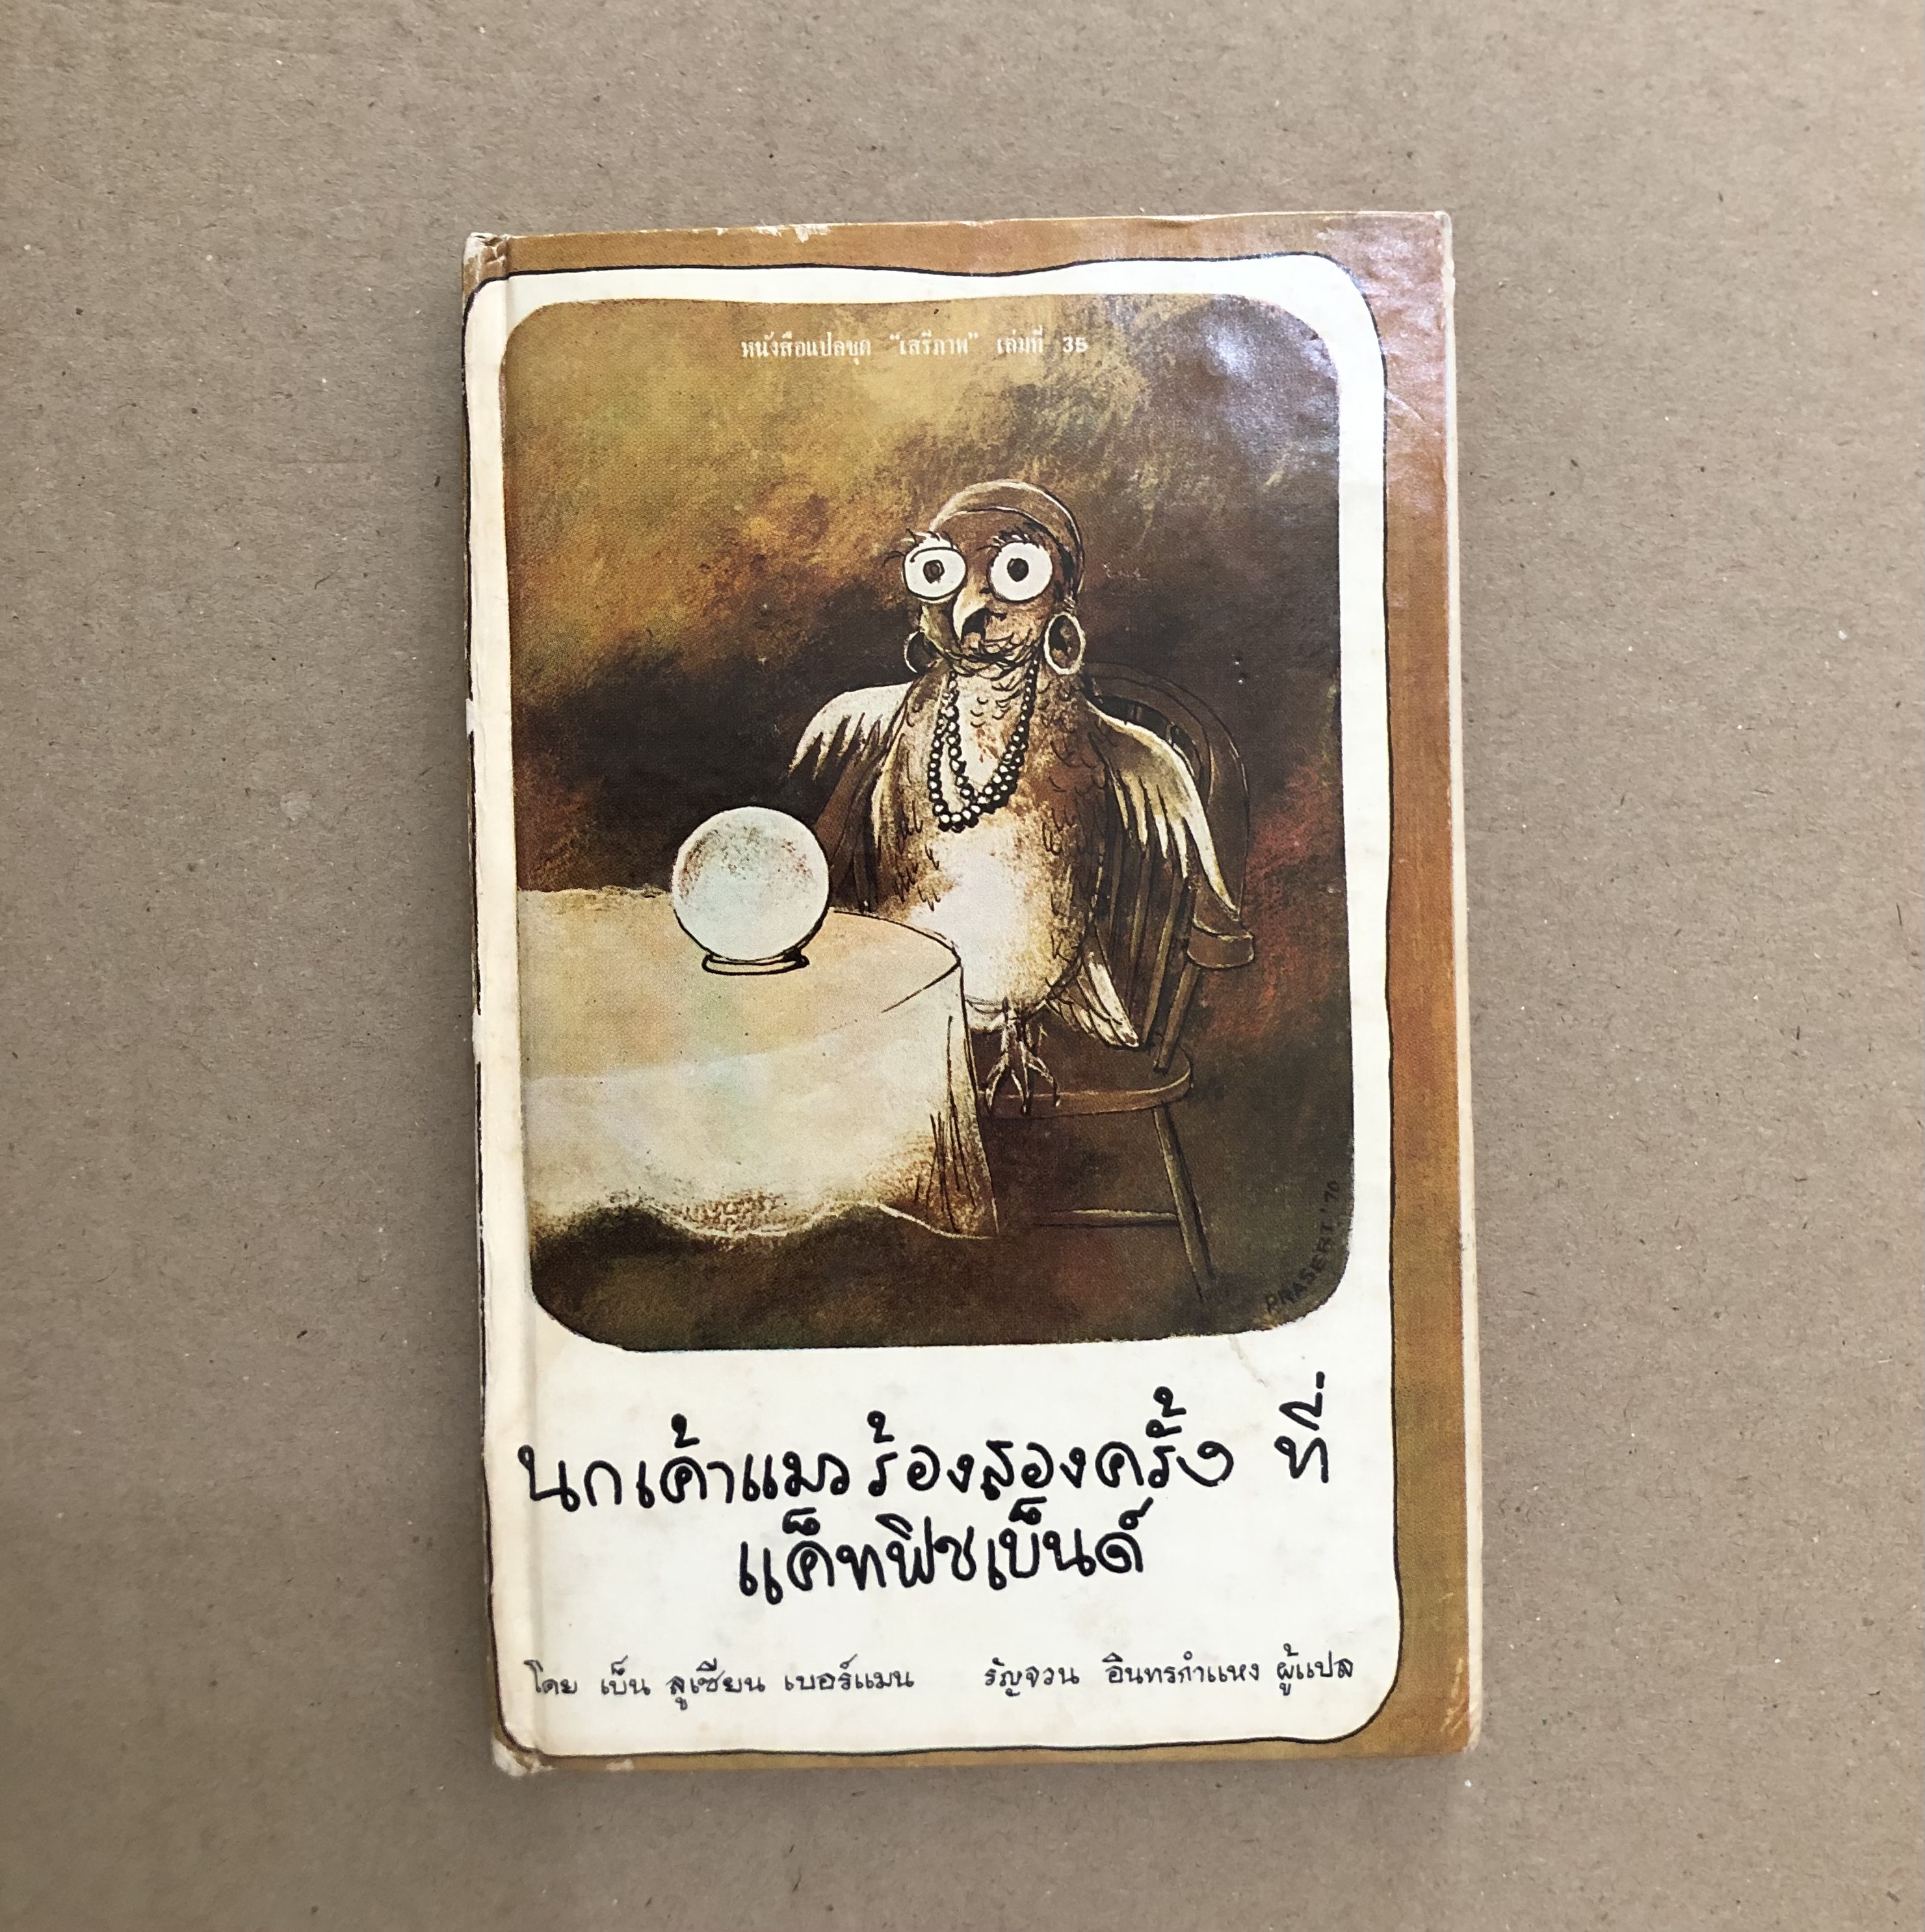 หนังสือแปลชุด "เสรีภาพ" เล่มที่ 35
PRASERT '70
นกเค้าแมวร้องสองครั้ง ที่
แค็ทฟิชเบ็นด์
โดย เบ็น ลูเซียน เบอร์แมน รัญจวน อินทรกำแหง ผู้แปล